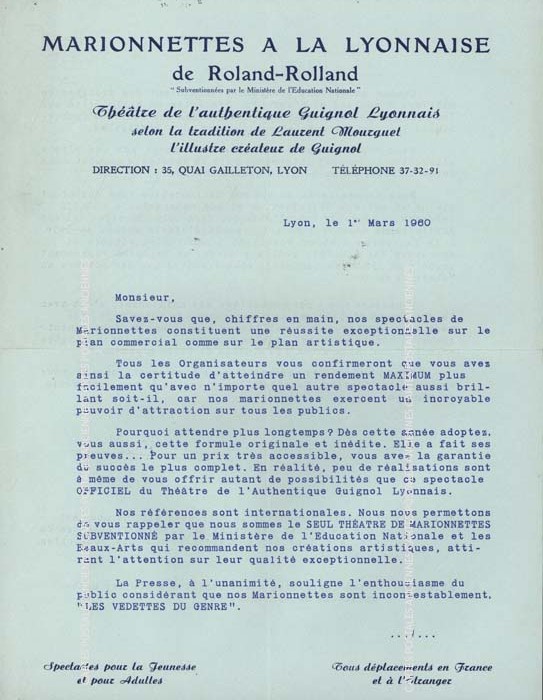 MARIONNETTES A LA LYONNAISE
de Roland-Rolland
"Subventionnées par le Ministère de l'Education Nationale"
Théâtre de l'authentique Guignol Lyonnais
selon la tradition de Laurent Mourguet
l'illustre créateur de Guignol
DIRECTION : 35, QUAI GAILLETON, LYON TÉLÉPHONE 37-32-91
Lyon, le 1er Mars 1960
Monsieur,
Savez-vous que, chiffres en main, nos spectacles de
Marionnettes constituent une réussite exceptionnelle sur le
plan commercial comme sur le plan artistique.
Tous les Organisateurs vous confirmeront que vous avez
ainsi la certitude d'atteindre un rendement MAXIMUM plus
facilement qu'avec n'importe quel autre spectacle aussi bril-
lant soit-il, car nos marionnettes exercent un incroyable
pouvoir d'attraction sur tous les publics.
Pourquoi attendre plus longtemps? Dès cette année adoptez,
vous aussi, cette formule originale et inédite. Elle a fait ses
preuves... Pour un prix très accessible, vous avez la garantie
du succès le plus complet. En réalité, peu de réalisations sont
à même de vous offrir autant de possibilités que ce spectacle
OFFICIEL du Théâtre de l'Authentique Guignol Lyonnais.
Nos références sont internationales. Nous nous permettons
de vous rappeler que nous sommes le SEUL THÉATRE DE MARIONNETTES
SUBVENTIONNÉ par le Ministère de l'Education Nationale et les
Beaux-Arts qui recommandent nos créations artistiques, atti-
rant l'attention sur leur qualité exceptionnelle.
La Presse, à l'unanimité, souligne l'enthousiasme du
public considérant que nos Marionnettes sont incontestablement,
"LES VEDETTES DU GENRE".
.../...
Spectacles pour la Jeunesse
et pour Adultes
Tous déplacements en France
et à l'étranger